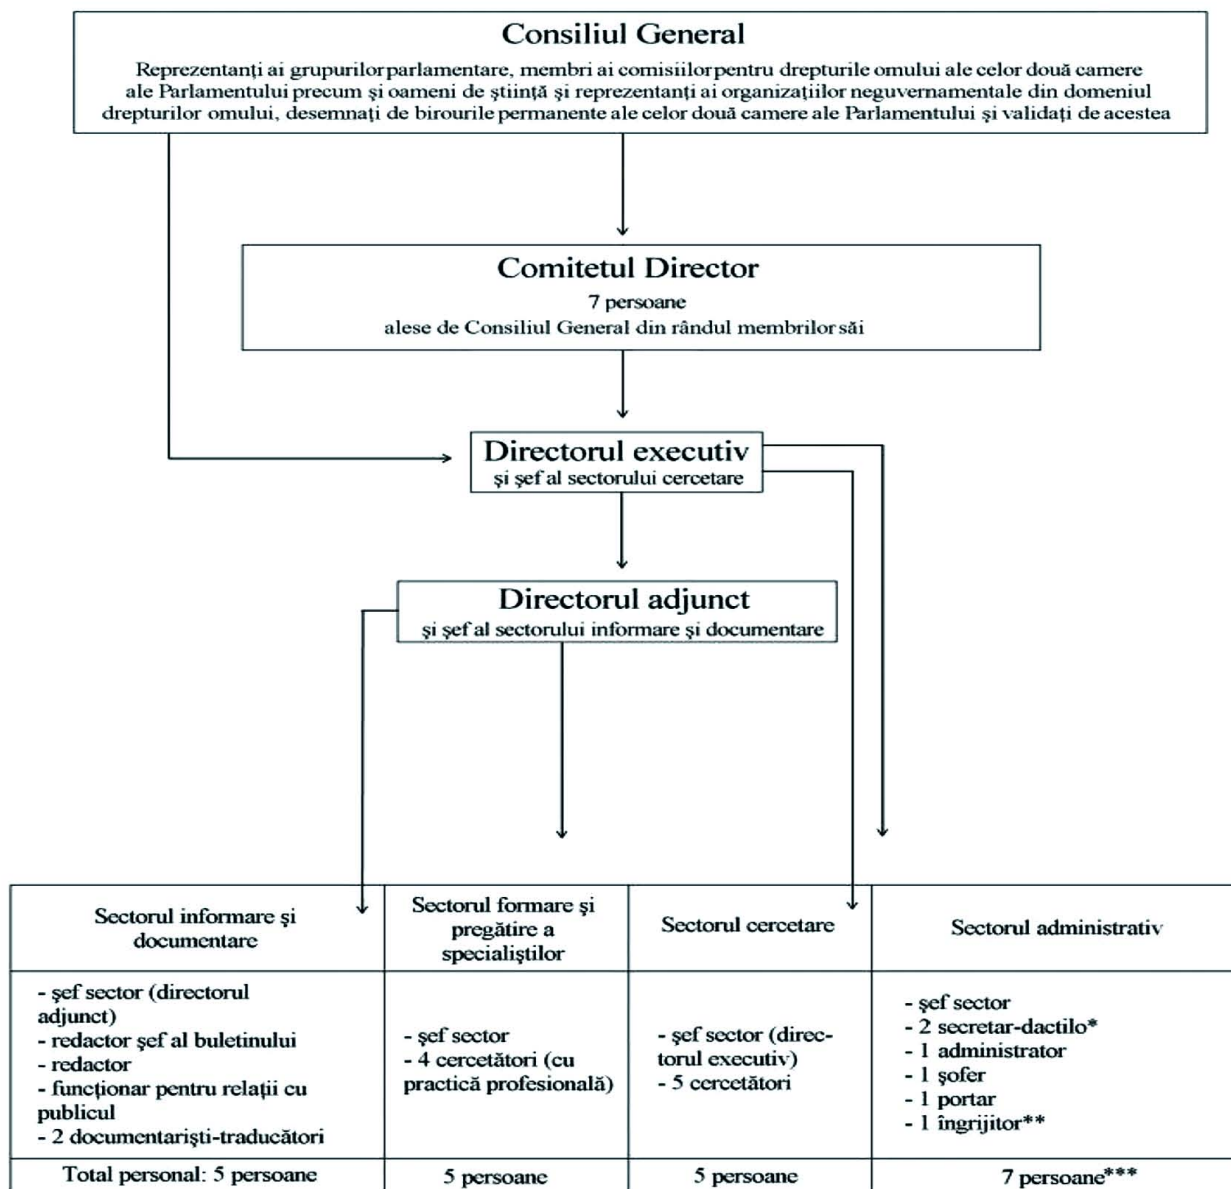 Consiliul General
Reprezentanţi ai grupurilor parlamentare, membri ai comisiilor pentru drepturile omului ale celor două camere
ale Parlamentului precum şi oameni de ştiinţă şi reprezentanţi ai organizaţiilor neguvernamentale din domeniul
drepturilor omului, desemnaţi de birourile permanente ale celor două camere ale Parlamentului şi validaţi de acestea
Comitetul Director
7 persoane
alese de Consiliul General din rândul membrilor săi
Directorul executiv
şi şef al sectorului cercetare
Directorul adjunct
şi şef al sectorului informare şi documentare
Sectorul informare şi
documentare
Sectorul formare şi
pregătire a
specialiştilor
Sectorul cercetare
Sectorul administrativ
- şef sector (directorul
adjunct)
- redactor şef al buletinului
- redactor
- funcţionar pentru relaţii cu
publicul
- 2 documentarişti-traducători
- şef sector
- 4 cercetători (cu
practică profesională)
- şef sector (direc-
torul executiv)
- 5 cercetători
- şef sector
- 2 secretar-dactilo*
- 1 administrator
- 1 şofer
- 1 portar
- 1 îngrijitor**
Total personal: 5 persoane
5 persoane
5 persoane
7 persoane***